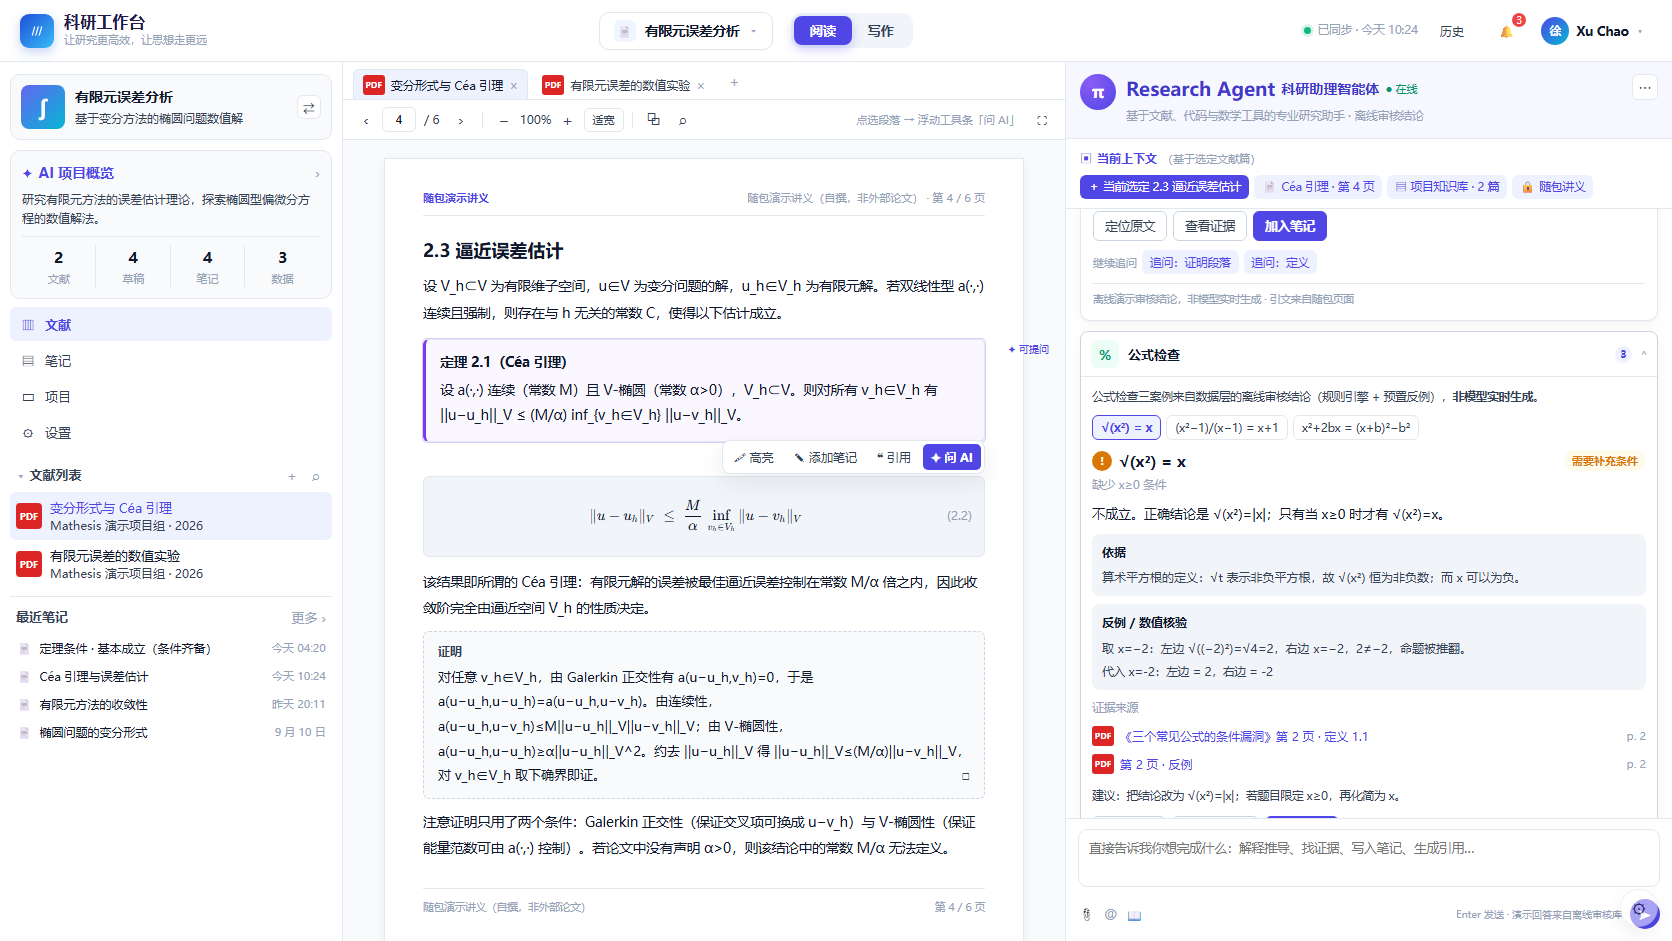 科研工作台
让研究更高效，让思想走更远
有限元误差分析
阅读
写作
已同步 · 今天 10:24
历史
3
徐
Xu Chao
有限元误差分析
基于变分方法的椭圆问题数值解
✦ AI 项目概览
研究有限元方法的误差估计理论，探索椭圆型偏微分方
程的数值解法。
2 4 4 3
文献 草稿 笔记 数据
文献
笔记
项目
设置
文献列表
PDF 变分形式与 Céa 引理
Mathesis 演示项目组 · 2026
PDF 有限元误差的数值实验
Mathesis 演示项目组 · 2026
最近笔记 更多 ›
定理条件 · 基本成立（条件齐备） 今天 04:20
Céa 引理与误差估计 今天 10:24
有限元方法的收敛性 昨天 20:11
椭圆问题的变分形式 9 月 10 日
PDF 变分形式与 Céa 引理 ×
PDF 有限元误差的数值实验 ×
+
‹ 4 / 6 › − 100% + 适宽
点选段落 → 浮动工具条「问 AI」
随包演示讲义
随包演示讲义（自撰，非外部论文） · 第 4 / 6 页
2.3 逼近误差估计
设 V_h⊂V 为有限维子空间，u∈V 为变分问题的解，u_h∈V_h 为有限元解。若双线性型 a(·,·)
连续且强制，则存在与 h 无关的常数 C，使得以下估计成立。
定理 2.1（Céa 引理）
设 a(·,·) 连续（常数 M）且 V-椭圆（常数 α>0），V_h⊂V。则对所有 v_h∈V_h 有
||u−u_h||_V ≤ (M/α) inf_{v_h∈V_h} ||u−v_h||_V。
✦ 可提问
高亮
添加笔记
❝ 引用
✦ 问 AI
‖u − u_h‖_V ≤ M/α inf_{v_h∈V_h} ‖u − v_h‖_V (2.2)
该结果即所谓的 Céa 引理：有限元解的误差被最佳逼近误差控制在常数 M/α 倍之内，因此收
敛阶完全由逼近空间 V_h 的性质决定。
证明
对任意 v_h∈V_h，由 Galerkin 正交性有 a(u−u_h,v_h)=0，于是
a(u−u_h,u−u_h)=a(u−u_h,u−v_h)。由连续性，
a(u−u_h,u−v_h)≤M||u−u_h||_V||u−v_h||_V；由 V-椭圆性，
a(u−u_h,u−u_h)≥α||u−u_h||_V^2。约去 ||u−u_h||_V 得 ||u−u_h||_V≤(M/α)||u−v_h||_V，
对 v_h∈V_h 取下确界即证。 □
注意证明只用了两个条件：Galerkin 正交性（保证交叉项可换成 u−v_h）与 V-椭圆性（保证
能量范数可由 a(·,·) 控制）。若论文中没有声明 α>0，则该结论中的常数 M/α 无法定义。
随包演示讲义（自撰，非外部论文）
第 4 / 6 页
π
Research Agent 科研助理智能体 ● 在线
基于文献、代码与数学工具的专业研究助手 · 离线审核结论
当前上下文 （基于选定文献篇）
+ 当前选定 2.3 逼近误差估计
Céa 引理 · 第 4 页
项目知识库 · 2 篇
随包讲义
定位原文
查看证据
加入笔记
继续追问
追问：证明段落
追问：定义
离线演示审核结论，非模型实时生成 · 引文来自随包页面
% 公式检查 3
公式检查三案例来自数据层的离线审核结论（规则引擎 + 预置反例），非模型实时生成。
√(x²) = x
(x²−1)/(x−1) = x+1
x²+2bx = (x+b)²−b²
! √(x²) = x
需要补充条件
缺少 x≥0 条件
不成立。正确结论是 √(x²)=|x|；只有当 x≥0 时才有 √(x²)=x。
依据
算术平方根的定义：√t 表示非负平方根，故 √(x²) 恒为非负数；而 x 可以为负。
反例 / 数值核验
取 x=−2：左边 √((−2)²)=√4=2，右边 x=−2，2≠−2，命题被推翻。
代入 x=-2：左边 = 2，右边 = -2
证据来源
PDF 《三个常见公式的条件漏洞》第 2 页 · 定义 1.1 p. 2
PDF 第 2 页 · 反例 p. 2
建议：把结论改为 √(x²)=|x|；若题目限定 x≥0，再化简为 x。
直接告诉我你想完成什么：解释推导、找证据、写入笔记、生成引用...
@
Enter 发送 · 演示回答来自离线审核库